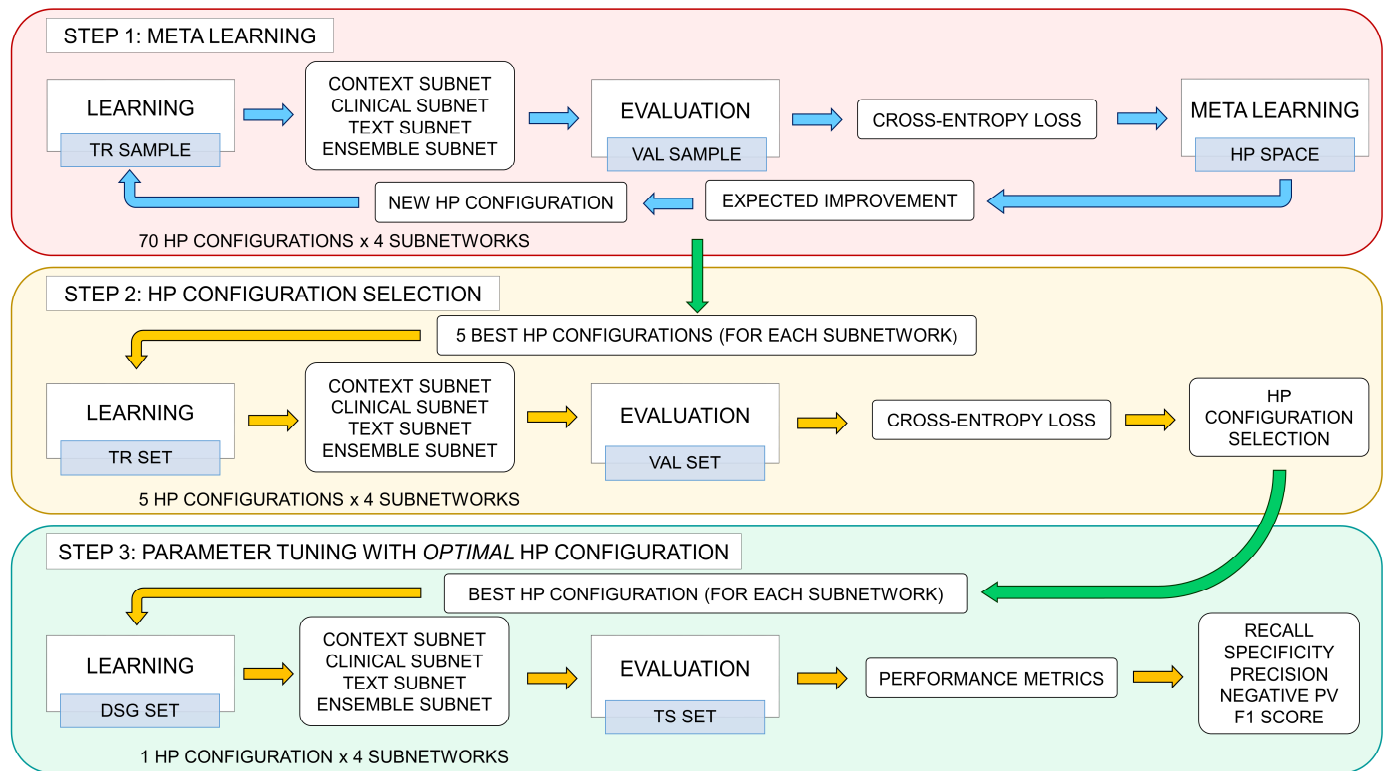 STEP 1: META LEARNING
LEARNING
TR SAMPLE
CONTEXT SUBNET
CLINICAL SUBNET
TEXT SUBNET
ENSEMBLE SUBNET
EVALUATION
VAL SAMPLE
CROSS-ENTROPY LOSS
META LEARNING
HP SPACE
EXPECTED IMPROVEMENT
NEW HP CONFIGURATION
70 HP CONFIGURATIONS x 4 SUBNETWORKS
STEP 2: HP CONFIGURATION SELECTION
5 BEST HP CONFIGURATIONS (FOR EACH SUBNETWORK)
LEARNING
TR SET
CONTEXT SUBNET
CLINICAL SUBNET
TEXT SUBNET
ENSEMBLE SUBNET
EVALUATION
VAL SET
CROSS-ENTROPY LOSS
HP
CONFIGURATION
SELECTION
5 HP CONFIGURATIONS x 4 SUBNETWORKS
STEP 3: PARAMETER TUNING WITH OPTIMAL HP CONFIGURATION
BEST HP CONFIGURATION (FOR EACH SUBNETWORK)
LEARNING
DSG SET
CONTEXT SUBNET
CLINICAL SUBNET
TEXT SUBNET
ENSEMBLE SUBNET
EVALUATION
TS SET
PERFORMANCE METRICS
RECALL
SPECIFICITY
PRECISION
NEGATIVE PV
F1 SCORE
1 HP CONFIGURATION x 4 SUBNETWORKS